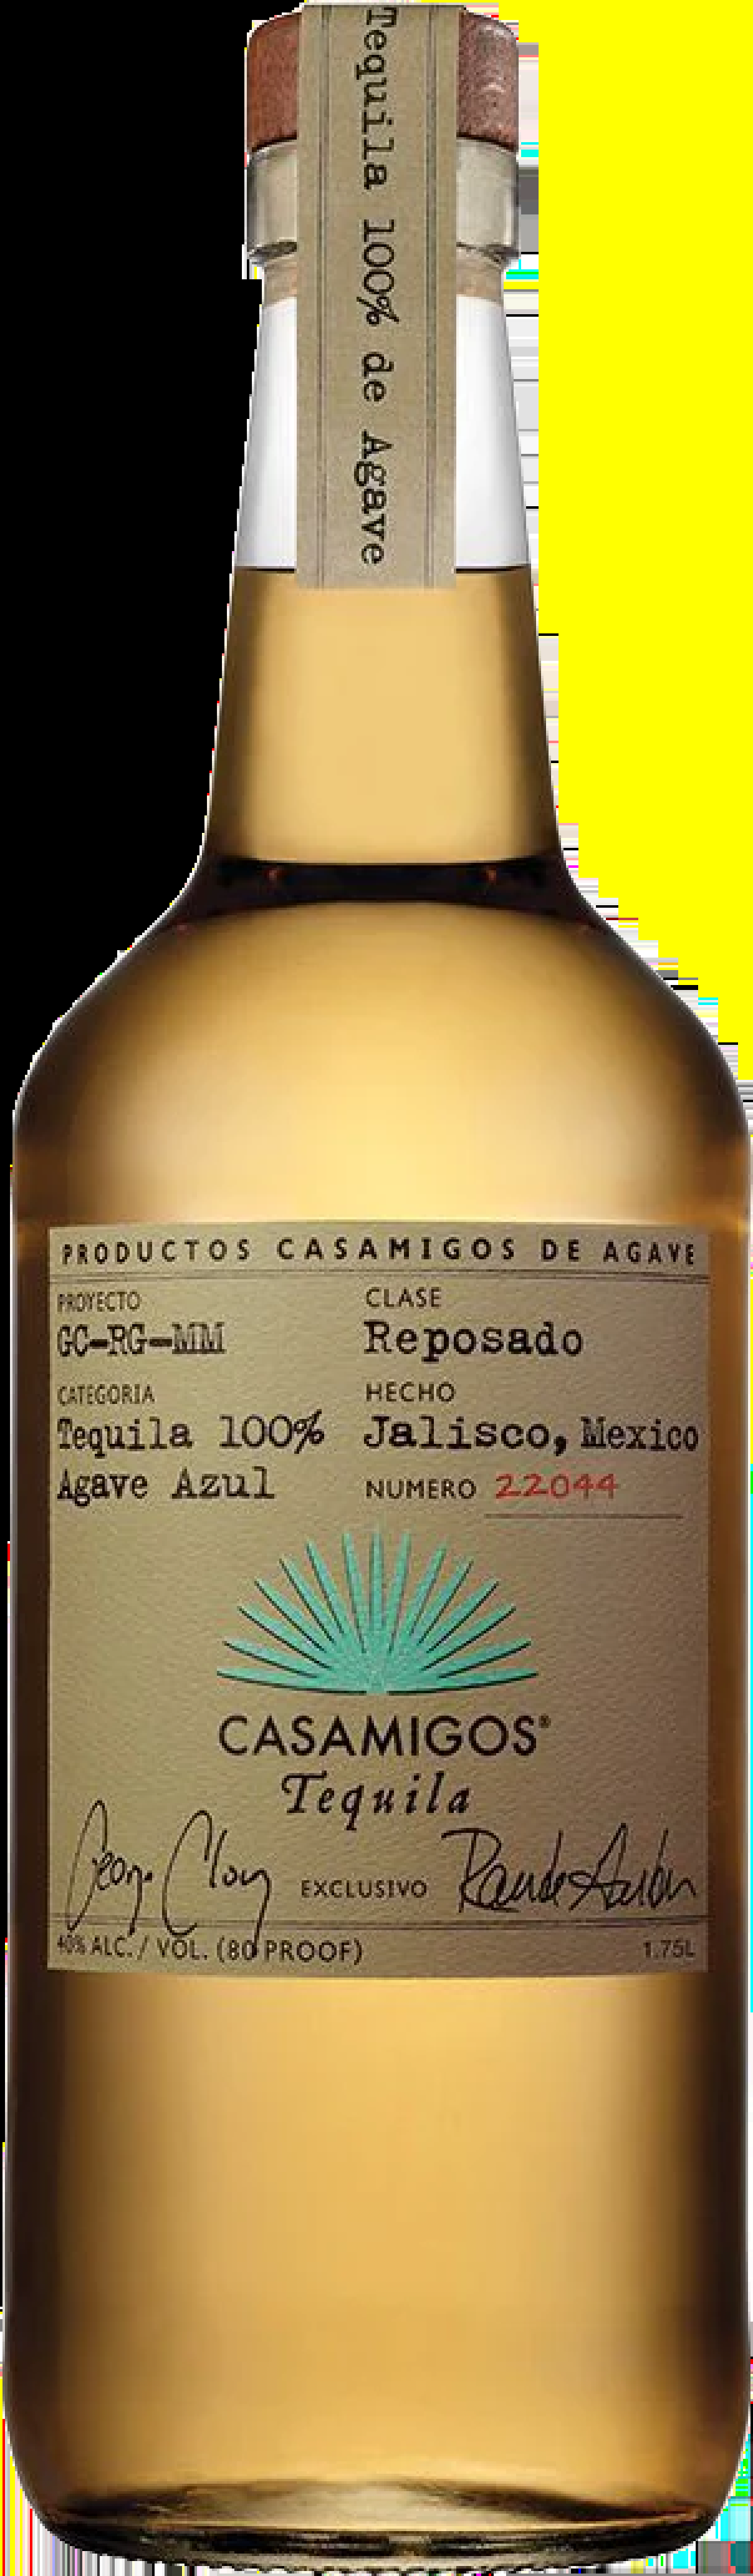 Tequila 100% de Agave
PRODUCTOS CASAMIGOS DE AGAVE
PROYECTO
GC-RG-MM
CLASE
Reposado
CATEGORIA
Tequila 100%
Agave Azul
HECHO
Jalisco, Mexico
NUMERO 22044
CASAMIGOS®
Tequila
EXCLUSIVO
40% ALC. / VOL. (80 PROOF)
1.75L